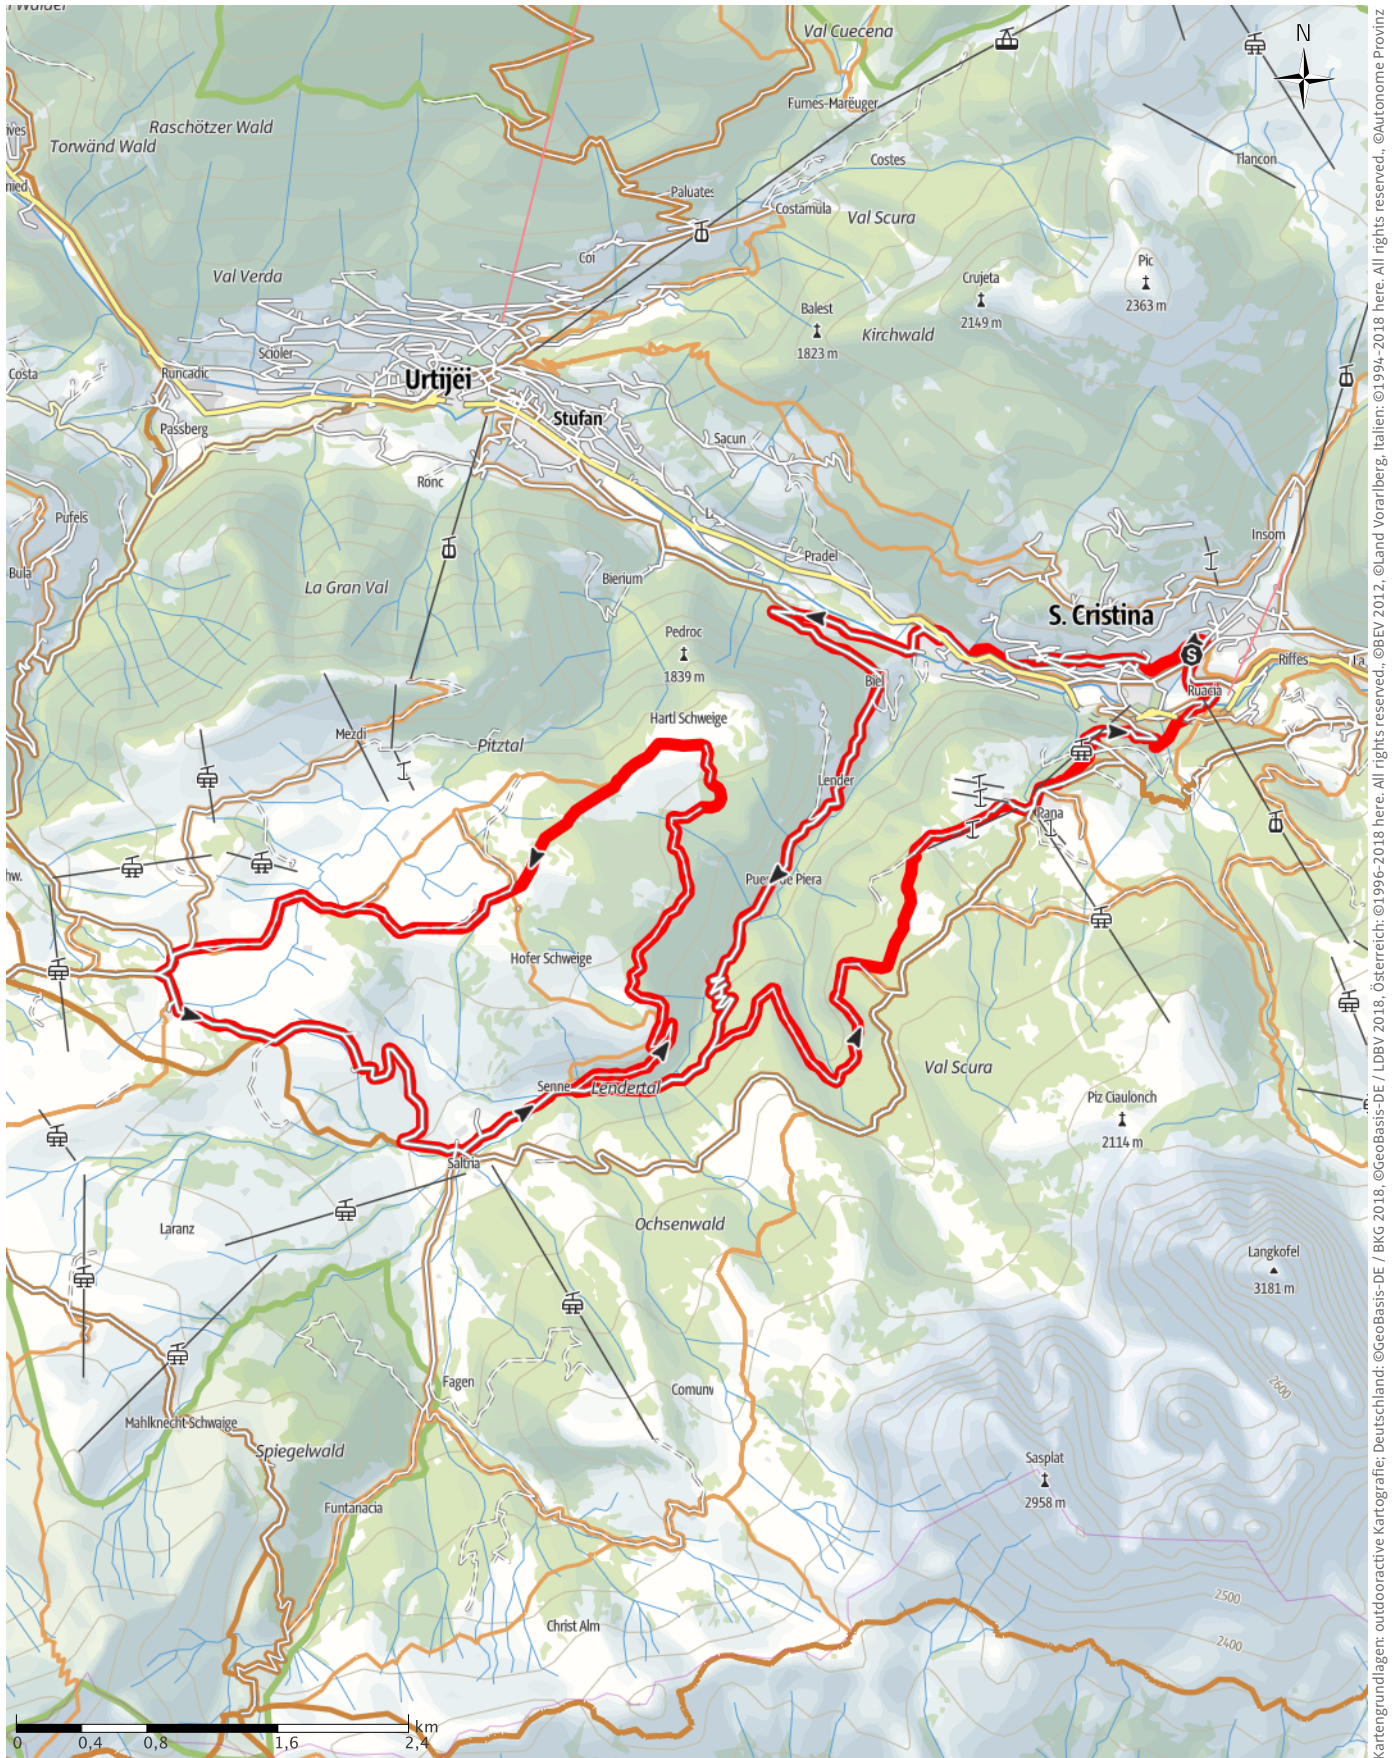 Val Cuecena
N
Furnes-Marëuger
Raschötzer Wald
Torwänd Wald
Costes
Tlancon
Paluates
Costamula
Val Scura
Coi
Val Verda
Pic
2363 m
Crujeta
2149 m
Balest
1823 m
Kirchwald
Scioler
Costa
Runcadic
Urtijëi
Stufan
Passberg
Sacun
Ronc
Pufels
Insom
Pradel
Bula
Bierium
La Gran Val
S. Cristina
Pedroc
1839 m
S
Riffes
Biel
Ruacia
Hartl Schweige
Mezdi
Pitztal
Lender
Rana
hw.
Hofer Schweige
Val Scura
Senne
Lendertal
Piz Ciaulonch
2114 m
Saltria
Laranz
Ochsenwald
Langkofel
3181 m
Fagen
2600
Mahlknecht-Schwaige
Spiegelwald
Sasplat
2958 m
Funtanacia
2500
Christ Alm
2400
km
0
0,4
0,8
1,6
2,4
Kartengrundlagen: outdooractive Kartografie; Deutschland: ©GeoBasis-DE / BKG 2018, ©GeoBasis-DE / LDBV 2018, Österreich: ©1996-2018 here. All rights reserved., ©BEV 2012, ©Land Vorarlberg, Italien: ©1994-2018 here. All rights reserved., ©Autonome Provinz